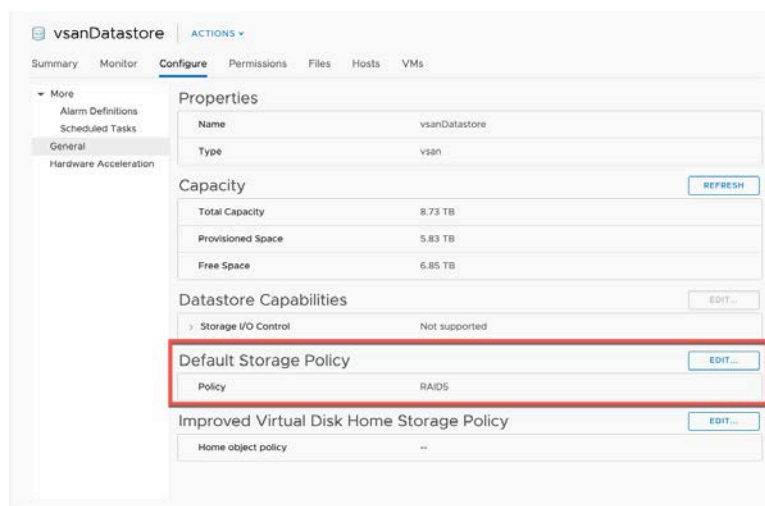 vsanDatastore ACTIONS
Summary Monitor Configure Permissions Files Hosts VMs
More
Alarm Definitions
Scheduled Tasks
General
Hardware Acceleration
Properties
Name vsanDatastore
Type vsan
Capacity REFRESH
Total Capacity 8.73 TB
Provisioned Space 5.83 TB
Free Space 6.85 TB
Datastore Capabilities EDIT...
Storage I/O Control Not supported
Default Storage Policy EDIT...
Policy RAID5
Improved Virtual Disk Home Storage Policy EDIT...
Home object policy --